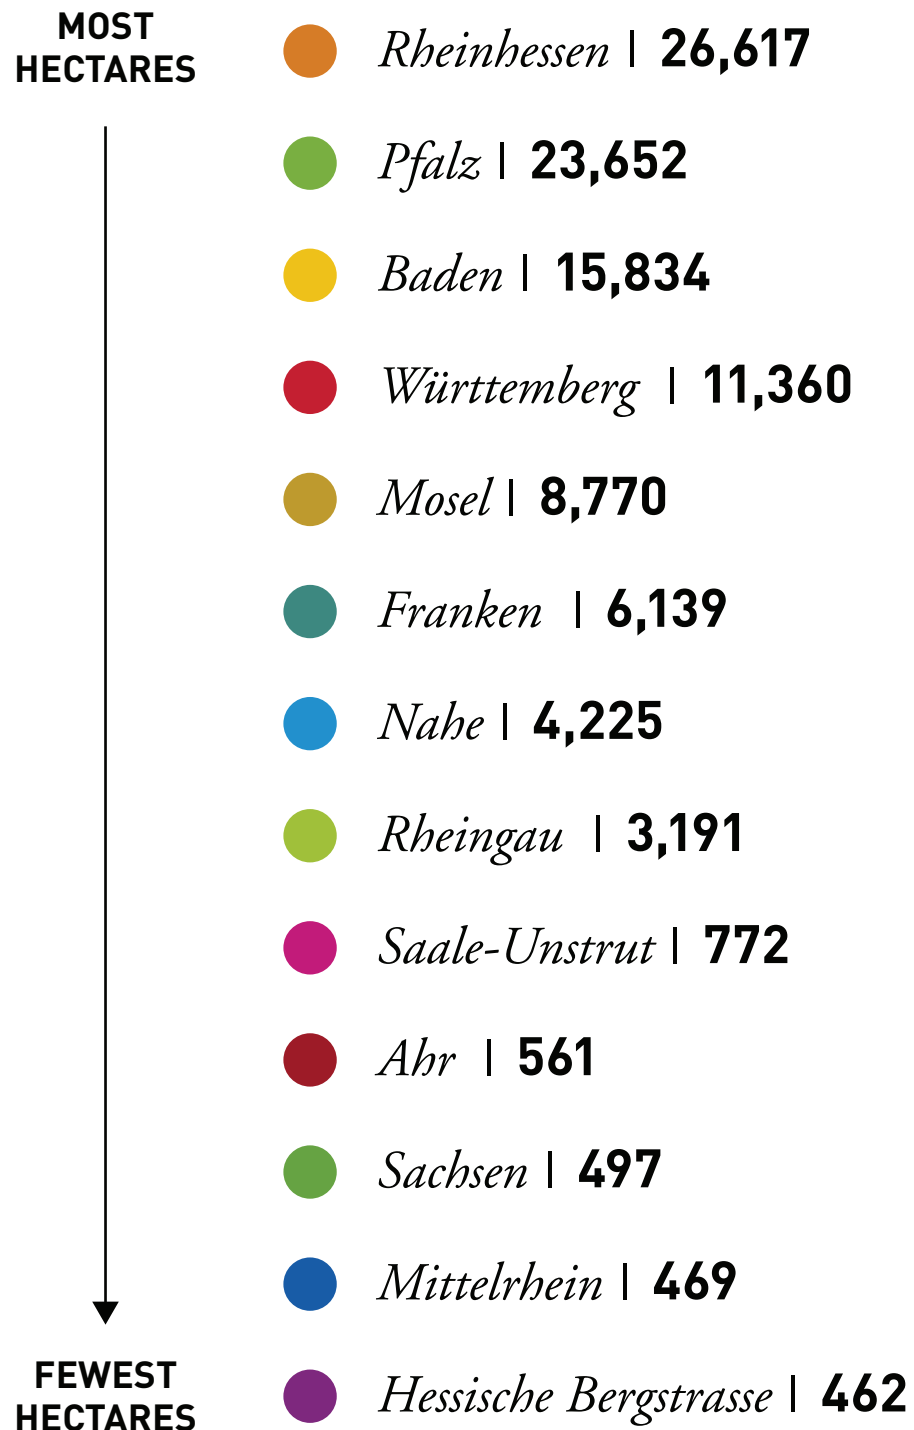 MOST
HECTARES
Rheinhessen | 26,617
Pfalz | 23,652
Baden | 15,834
Württemberg | 11,360
Mosel | 8,770
Franken | 6,139
Nahe | 4,225
Rheingau | 3,191
Saale-Unstrut | 772
Ahr | 561
Sachsen | 497
Mittelrhein | 469
Hessische Bergstrasse | 462
FEWEST
HECTARES